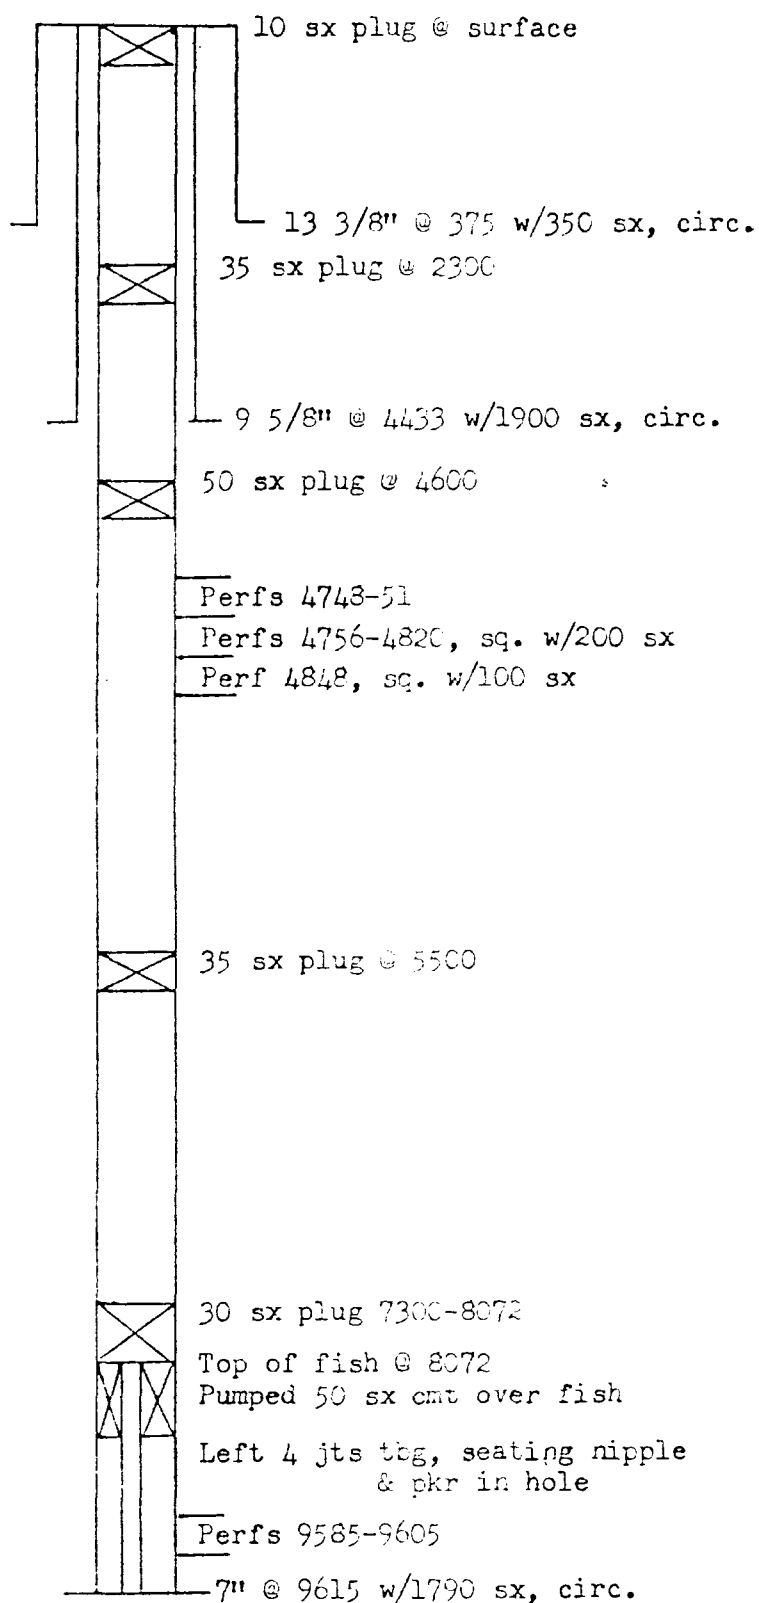 10 sx plug @ surface
13 3/8" @ 375 w/350 sx, circ.
35 sx plug @ 2300
9 5/8" @ 4433 w/1900 sx, circ.
50 sx plug @ 4600
Perfs 4748-51
Perfs 4756-4820, sq. w/200 sx
Perf 4848, sq. w/100 sx
35 sx plug @ 5500
30 sx plug 7300-8072
Top of fish @ 8072
Pumped 50 sx cmt over fish
Left 4 jts tbg, seating nipple
& pkr in hole
Perfs 9585-9605
7" @ 9615 w/1790 sx, circ.